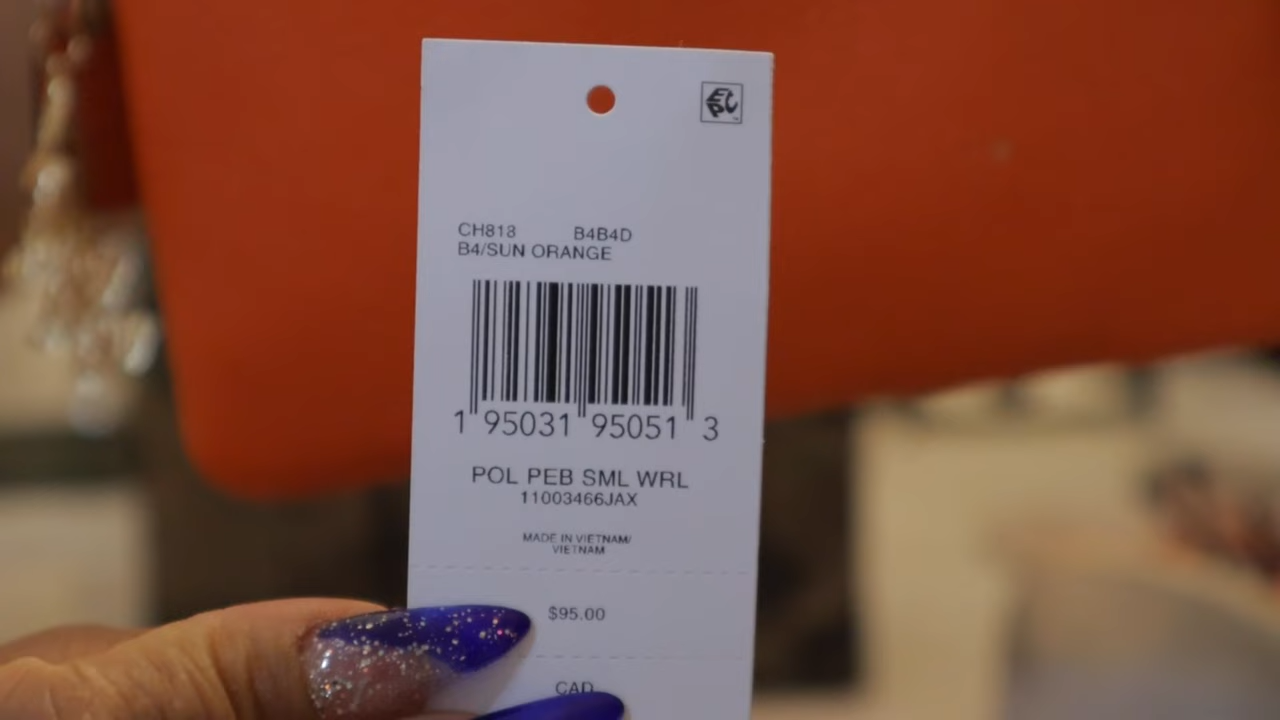 EPC
CH818 B4B4D
B4/SUN ORANGE
1 95031 95051 3
POL PEB SML WRL
11003466JAX
MADE IN VIETNAM/
VIETNAM
$95.00
CAD